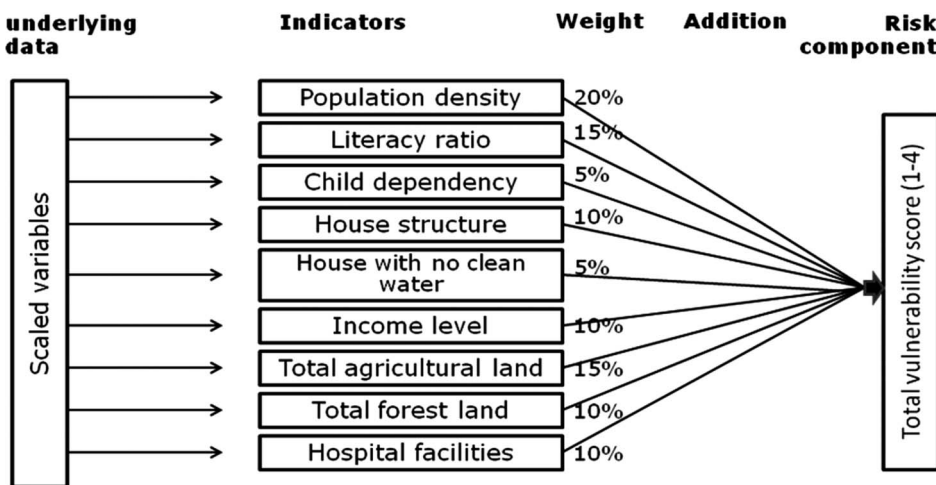 underlying data
Indicators
Weight
Addition
Risk component
Scaled variables
Population density
20%
Literacy ratio
15%
Child dependency
5%
House structure
10%
House with no clean
water
5%
Income level
10%
Total agricultural land
15%
Total forest land
10%
Hospital facilities
10%
Total vulnerability score (1-4)